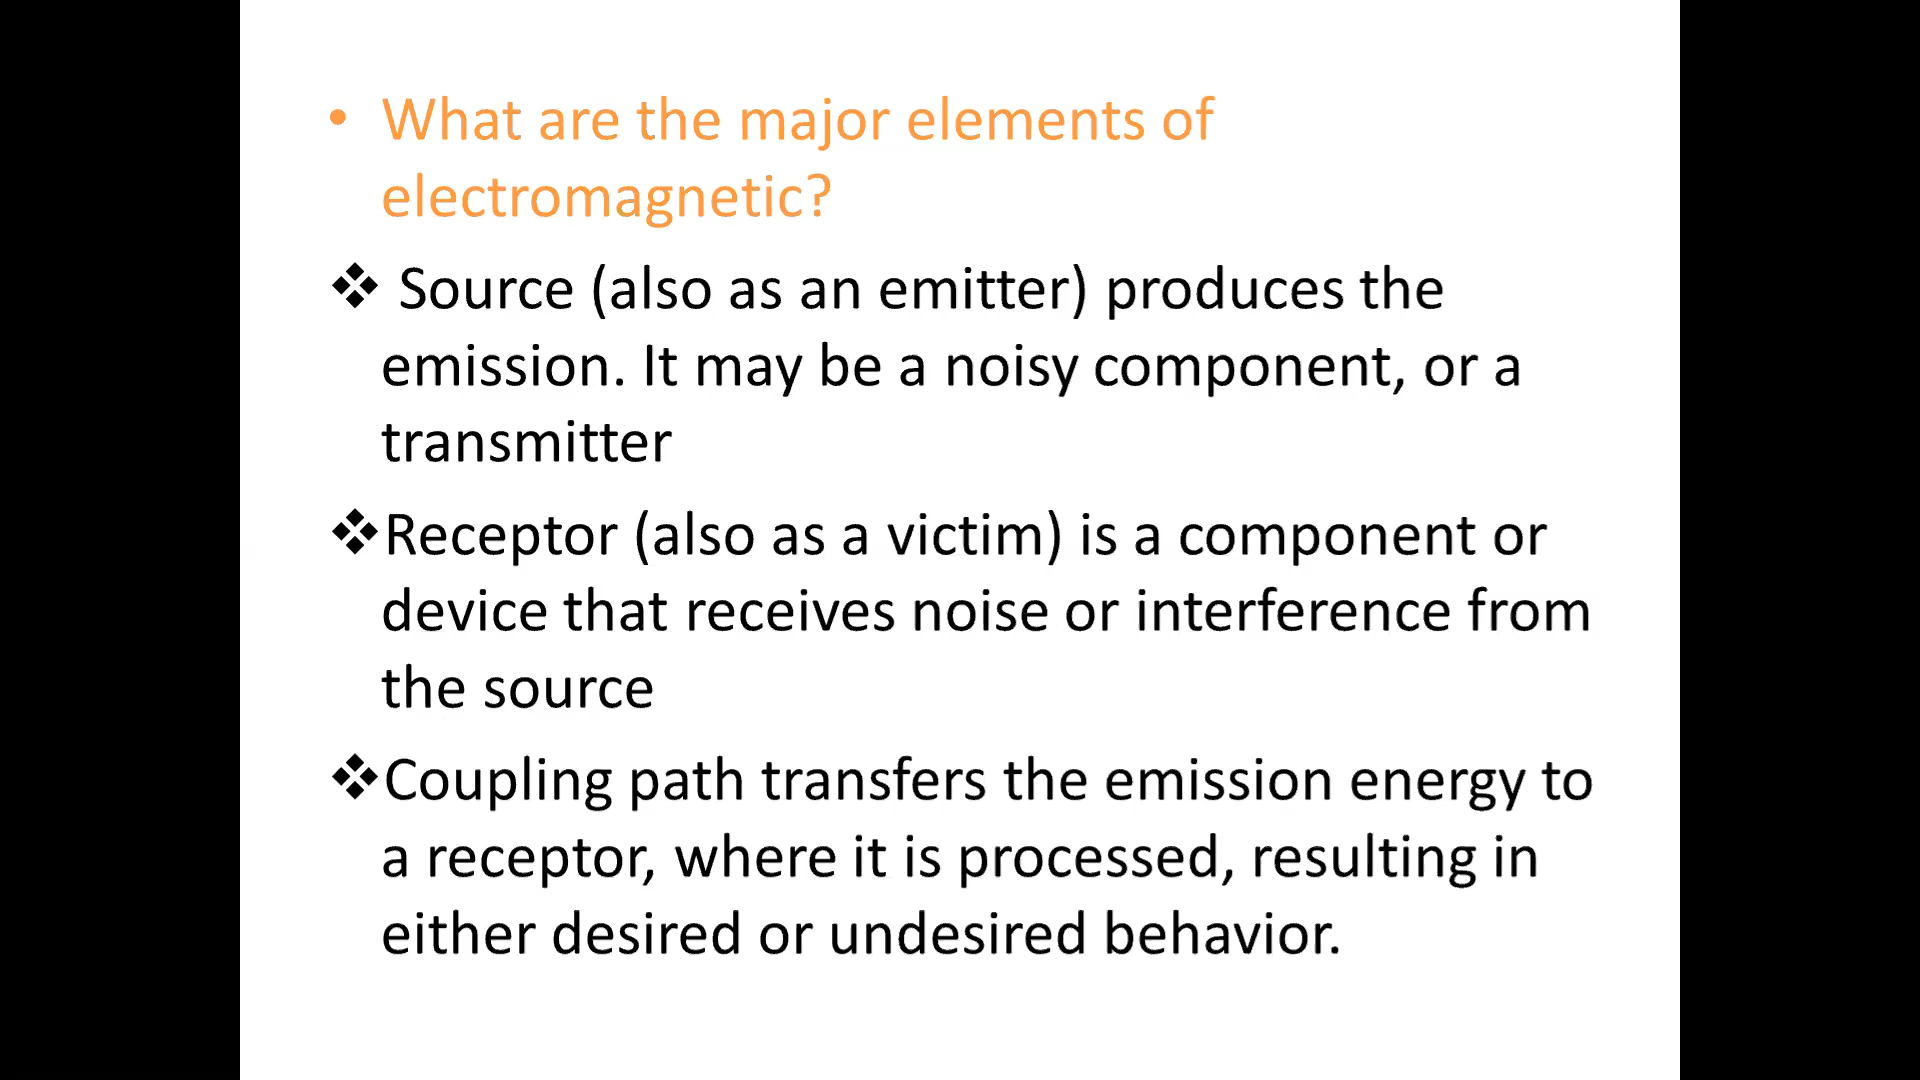 • What are the major elements of
electromagnetic?
❖ Source (also as an emitter) produces the
emission. It may be a noisy component, or a
transmitter
❖Receptor (also as a victim) is a component or
device that receives noise or interference from
the source
❖Coupling path transfers the emission energy to
a receptor, where it is processed, resulting in
either desired or undesired behavior.